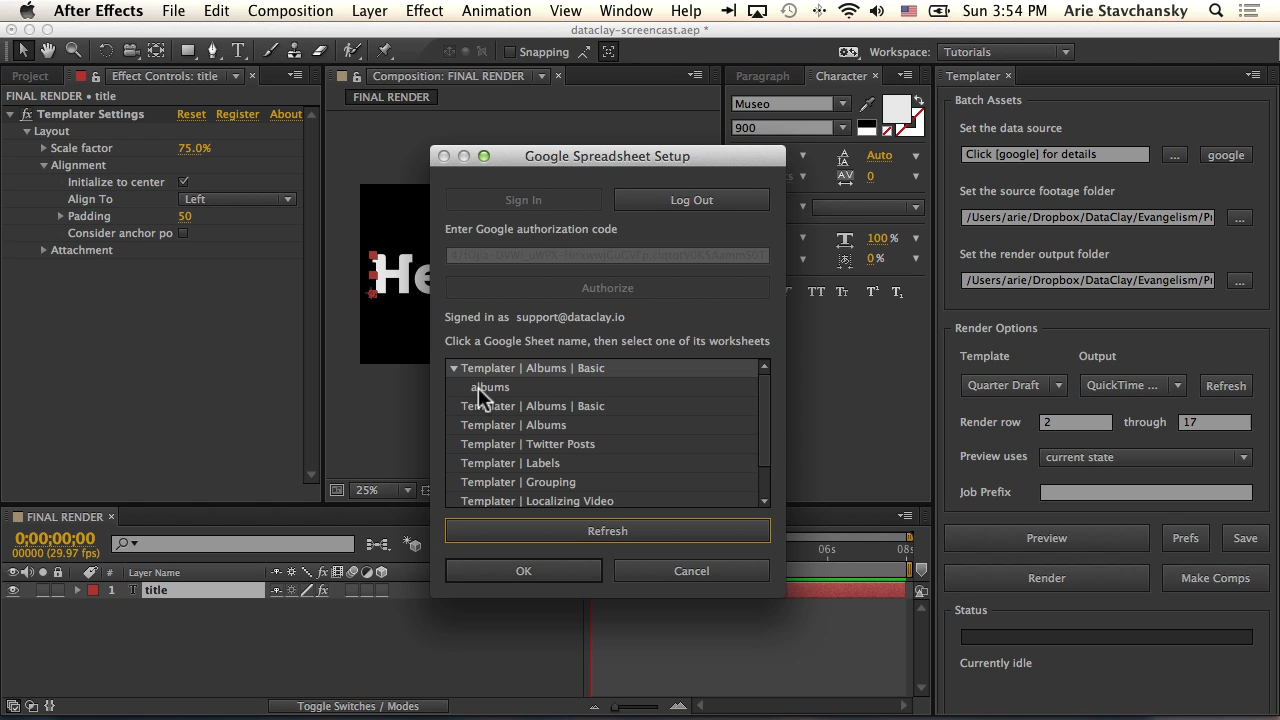 After Effects File Edit Composition Layer Effect Animation View Window Help Sun 3:54 PM Arie Stavchansky
dataclay-screencast.aep *
Snapping Workspace: Tutorials
Project Effect Controls: title
FINAL RENDER • title
Templater Settings Reset Register About
Layout
Scale factor 75.0%
Alignment
Initialize to center
Align To Left
Padding 50
Consider anchor po
Attachment
Composition: FINAL RENDER
FINAL RENDER
He
25%
Google Spreadsheet Setup
Sign In Log Out
Enter Google authorization code
Authorize
Signed in as support@dataclay.io
Click a Google Sheet name, then select one of its worksheets
Templater | Albums | Basic
albums
Templater | Albums | Basic
Templater | Albums
Templater | Twitter Posts
Templater | Labels
Templater | Grouping
Templater | Localizing Video
Refresh
OK Cancel
Paragraph Character
Museo
900
Auto
0
100 %
0 %
TT Tr T¹ T₁
Templater
Batch Assets
Set the data source
Click [google] for details ... google
Set the source footage folder
/Users/arie/Dropbox/DataClay/Evangelism/Pr ...
Set the render output folder
/Users/arie/Dropbox/DataClay/Evangelism/Pr ...
Render Options
Template Output
Quarter Draft QuickTime ... Refresh
Render row 2 through 17
Preview uses current state
Job Prefix
Preview Prefs Save
Render Make Comps
Status
Currently idle
FINAL RENDER
0;00;00;00
00000 (29.97 fps)
06s 08s
# Layer Name
1 T title
Toggle Switches / Modes